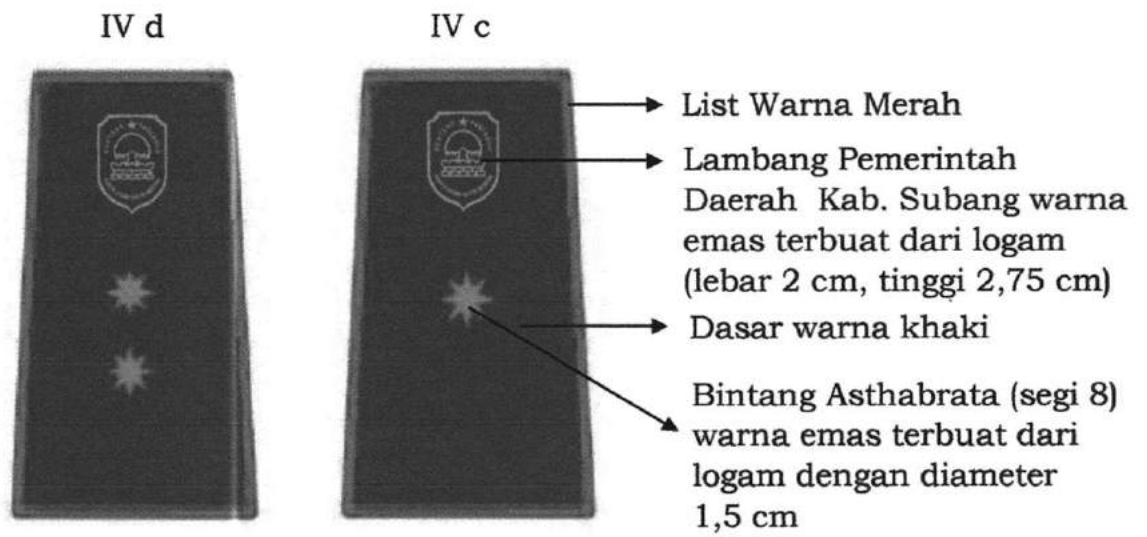 IV d
IV c
List Warna Merah
Lambang Pemerintah
Daerah Kab. Subang warna
emas terbuat dari logam
(lebar 2 cm, tinggi 2,75 cm)
Dasar warna khaki
Bintang Asthabrata (segi 8)
warna emas terbuat dari
logam dengan diameter
1,5 cm